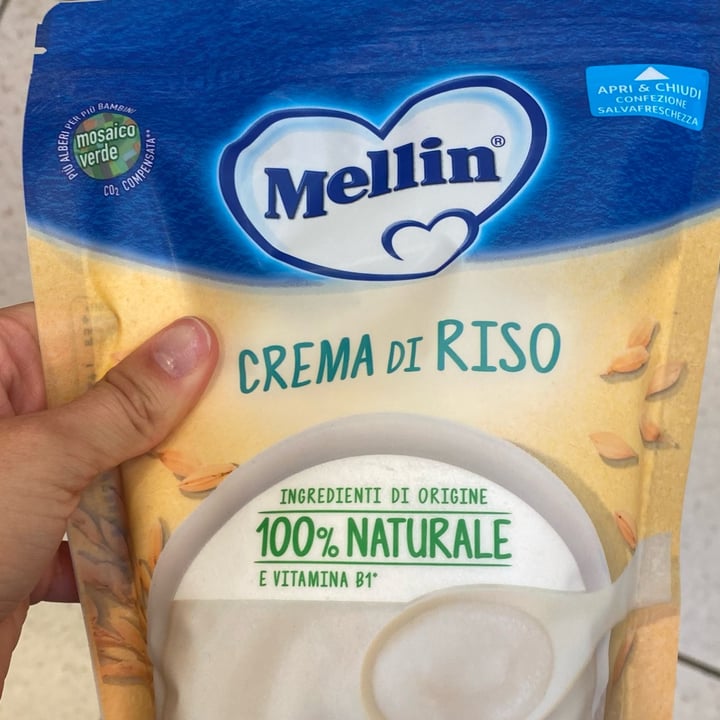 PIÙ ALBERI PER PIÙ BAMBINI
mosaico
verde
CO2 COMPENSATA**
Mellin®
APRI & CHIUDI
CONFEZIONE
SALVAFRESCHEZZA
CREMA DI RISO
INGREDIENTI DI ORIGINE
100% NATURALE
E VITAMINA B1*